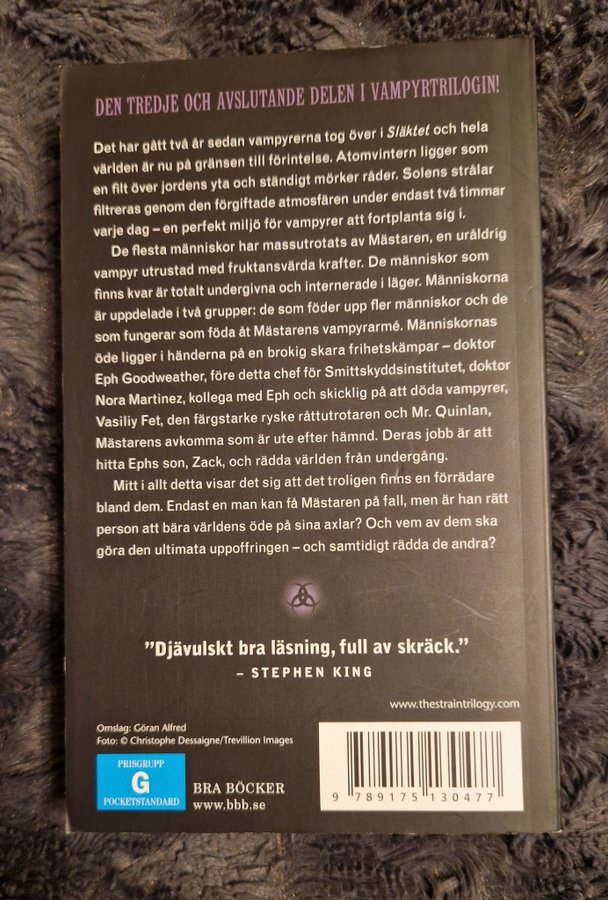 DEN TREDJE OCH AVSLUTANDE DELEN I VAMPYRTRILOGIN!
Det har gått två år sedan vampyrerna tog över i Släktet och hela
världen är nu på gränsen till förintelse. Atomvintern ligger som
en filt över jordens yta och ständigt mörker råder. Solens strålar
filtreras genom den förgiftade atmosfären under endast två timmar
varje dag – en perfekt miljö för vampyrer att fortplanta sig i.
De flesta människor har massutrotats av Mästaren, en uråldrig
vampyr utrustad med fruktansvärda krafter. De människor som
finns kvar är totalt undergivna och internerade i läger. Människorna
är uppdelade i två grupper: de som föder upp fler människor och de
som fungerar som föda åt Mästarens vampyrarmé. Människornas
öde ligger i händerna på en brokig skara frihetskämpar – doktor
Eph Goodweather, före detta chef för Smittskyddsinstitutet, doktor
Nora Martinez, kollega med Eph och skicklig på att döda vampyrer,
Vasiliy Fet, den färgstarke ryske råttutrotaren och Mr. Quinlan,
Mästarens avkomma som är ute efter hämnd. Deras jobb är att
hitta Ephs son, Zack, och rädda världen från undergång.
Mitt i allt detta visar det sig att det troligen finns en förrädare
bland dem. Endast en man kan få Mästaren på fall, men är han rätt
person att bära världens öde på sina axlar? Och vem av dem ska
göra den ultimata uppoffringen – och samtidigt rädda de andra?
”Djävulskt bra läsning, full av skräck.”
– STEPHEN KING
www.thestraintrilogy.com
Omslag: Göran Alfred
Foto: © Christophe Dessaigne/Trevillion Images
PRISGRUPP
G
POCKETSTANDARD
BRA BÖCKER
www.bbb.se
9 789175 130477